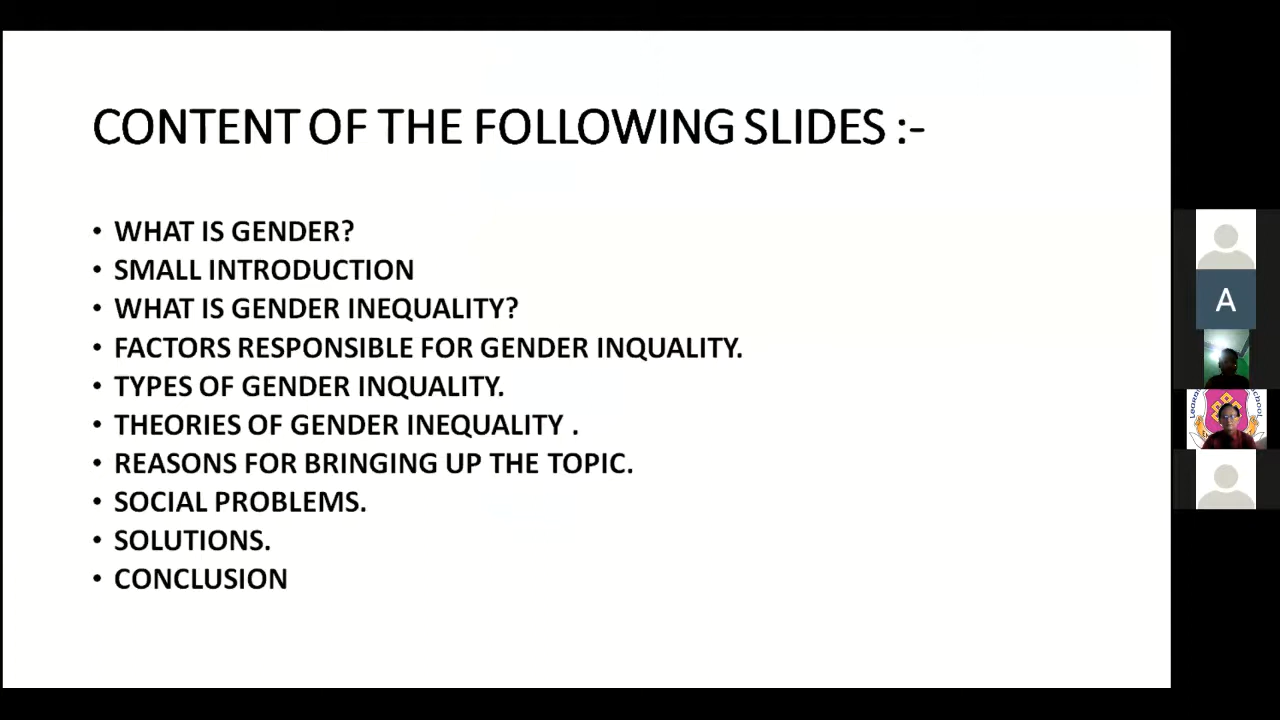 CONTENT OF THE FOLLOWING SLIDES :-
• WHAT IS GENDER?
• SMALL INTRODUCTION
• WHAT IS GENDER INEQUALITY?
• FACTORS RESPONSIBLE FOR GENDER INQUALITY.
• TYPES OF GENDER INQUALITY.
• THEORIES OF GENDER INEQUALITY .
• REASONS FOR BRINGING UP THE TOPIC.
• SOCIAL PROBLEMS.
• SOLUTIONS.
• CONCLUSION
A